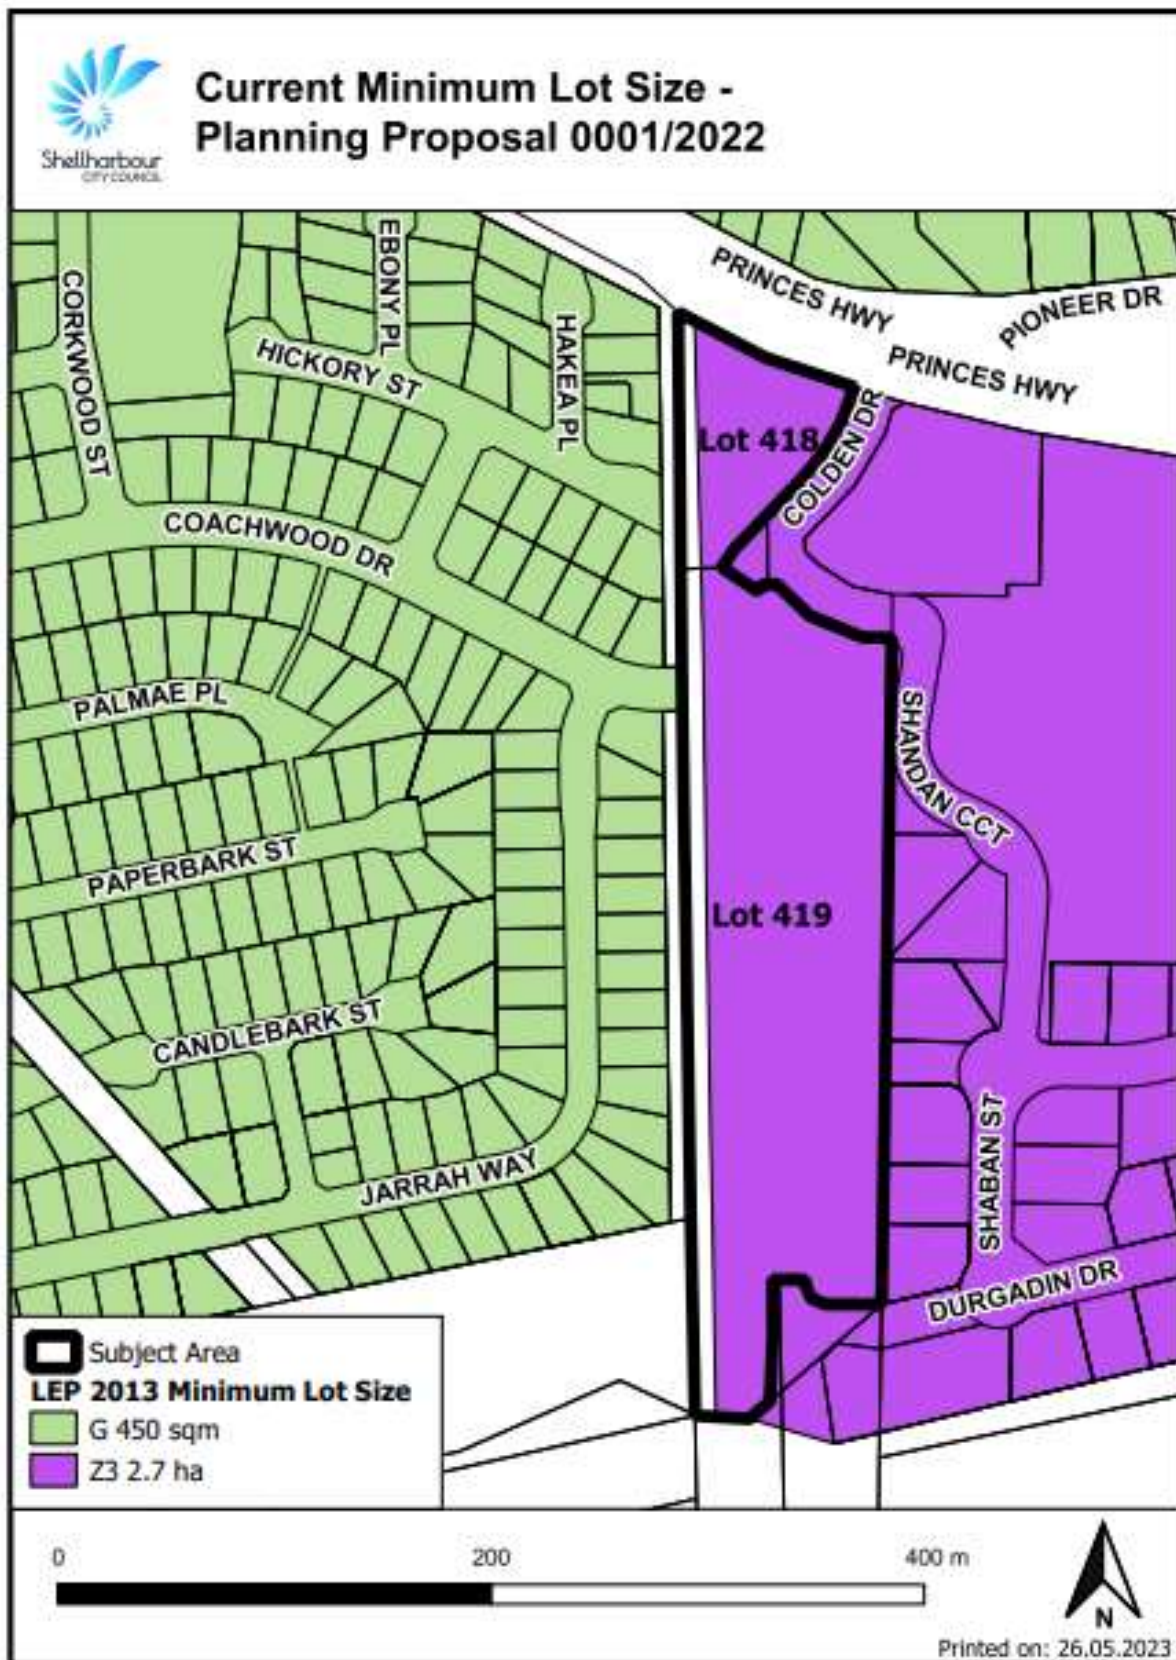 Shellharbour
CITY COUNCIL
Current Minimum Lot Size -
Planning Proposal 0001/2022
CORKWOOD ST
EBONY PL
HICKORY ST
HAKEA PL
PRINCES HWY
PIONEER DR
PRINCES HWY
Lot 418
COLDEN DR
COACHWOOD DR
PALMAE PL
SHANDAN CCT
PAPERBARK ST
Lot 419
CANDLEBARK ST
JARRAH WAY
SHABAN ST
DURGADIN DR
Subject Area
LEP 2013 Minimum Lot Size
G 450 sqm
Z3 2.7 ha
0 200 400 m
N
Printed on: 26.05.2023